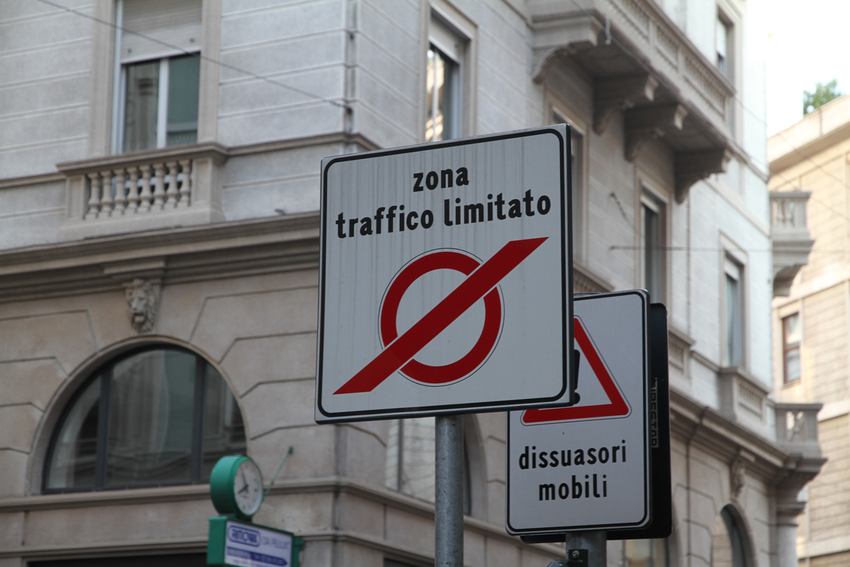 zona
traffico limitato
dissuasori
mobili